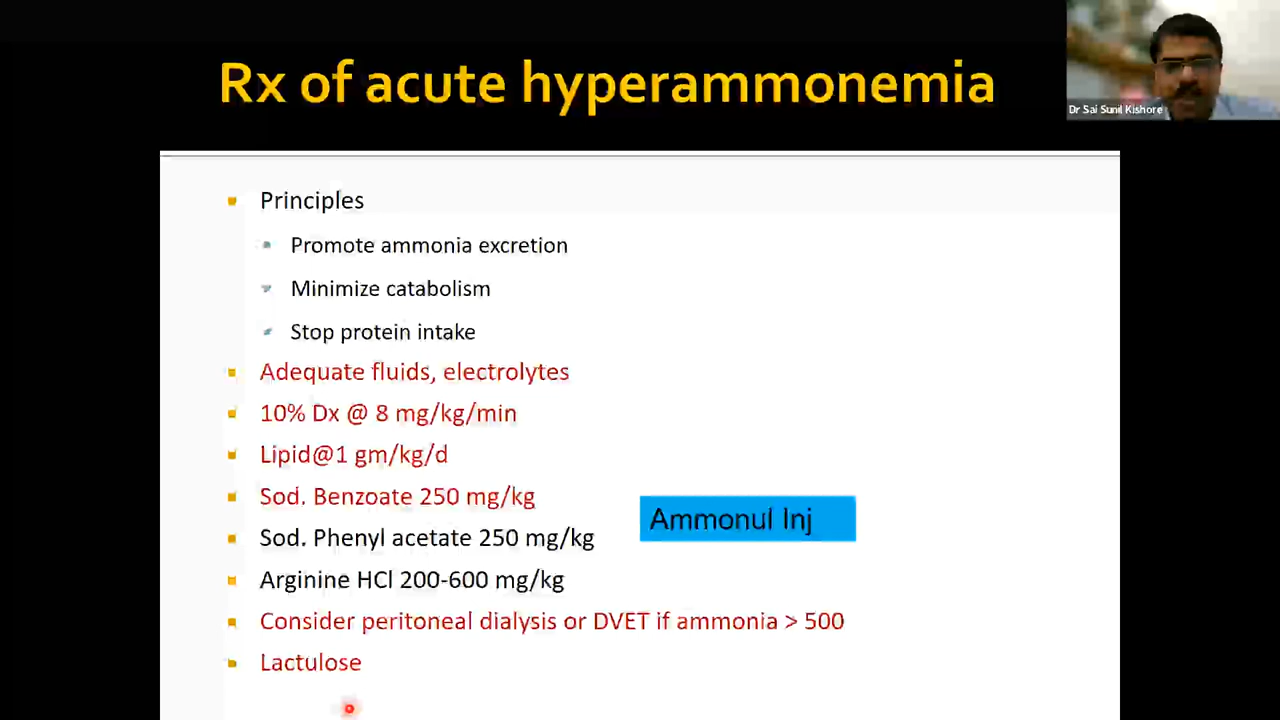 Rx of acute hyperammonemia
Dr Sai Sunil Kishore
Principles
Promote ammonia excretion
Minimize catabolism
Stop protein intake
Adequate fluids, electrolytes
10% Dx @ 8 mg/kg/min
Lipid@1 gm/kg/d
Sod. Benzoate 250 mg/kg
Ammonul Inj
Sod. Phenyl acetate 250 mg/kg
Arginine HCl 200-600 mg/kg
Consider peritoneal dialysis or DVET if ammonia > 500
Lactulose